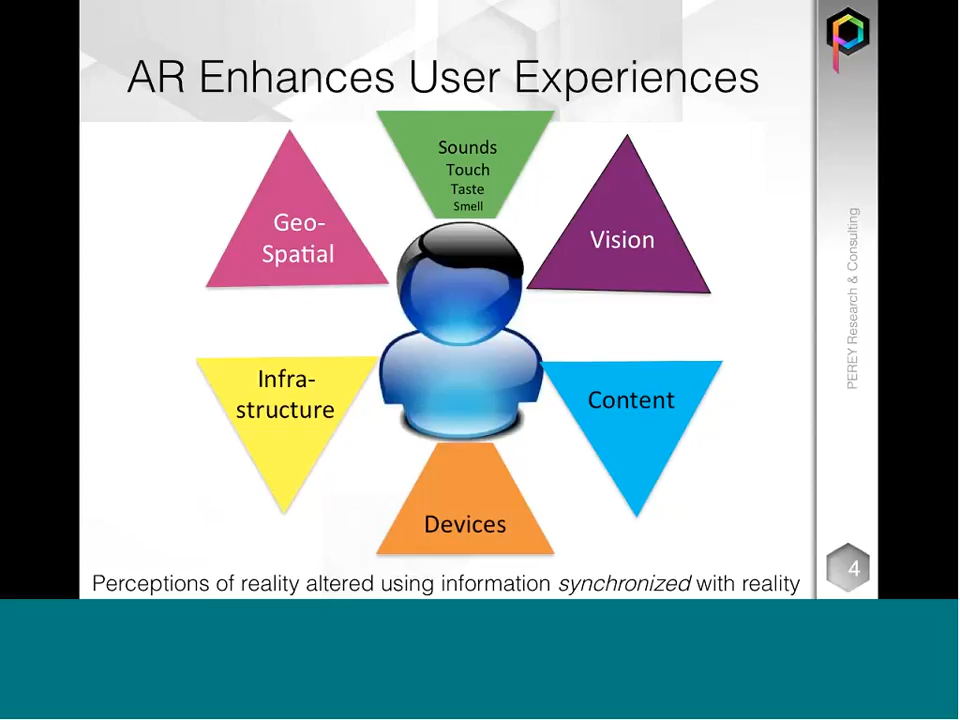 AR Enhances User Experiences
Sounds
Touch
Taste
Smell
Geo-
Spatial
Vision
Infra-
structure
Content
Devices
Perceptions of reality altered using information synchronized with reality
PEREY Research & Consulting
4